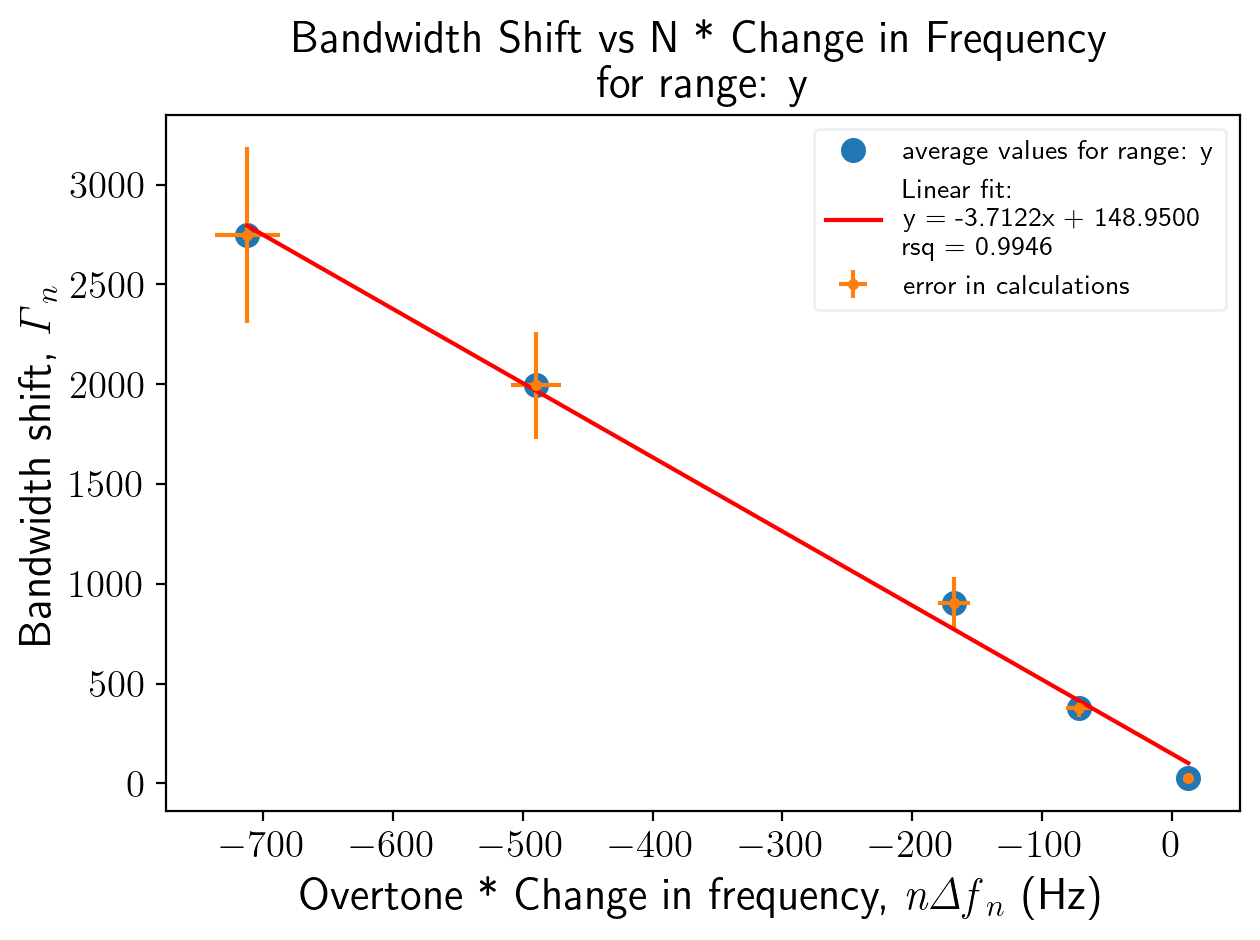 Bandwidth Shift vs N * Change in Frequency
for range: y
average values for range: y
Linear fit:
y = -3.7122x + 148.9500
rsq = 0.9946
error in calculations
Bandwidth shift, Γn
3000
2500
2000
1500
1000
500
0
−700 −600 −500 −400 −300 −200 −100 0
Overtone * Change in frequency, nΔfn (Hz)